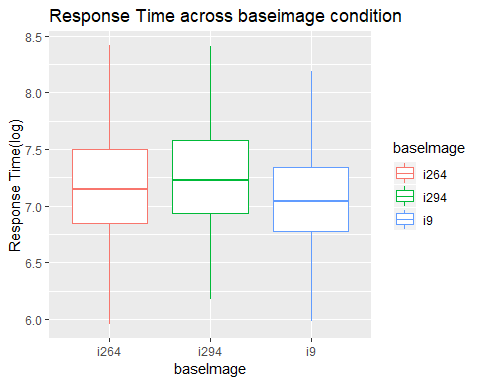 Response Time across baseimage condition
8.5
8.0
7.5
7.0
6.5
6.0
Response Time(log)
i264
i294
i9
baseImage
baseImage
i264
i294
i9